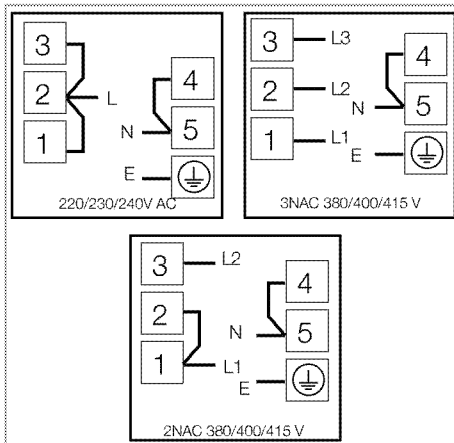 3
2 L
1
4
N 5
E
220/230/240V AC
3 L3
2 L2
1 L1
4
N 5
E
3NAC 380/400/415 V
3 L2
2
1 L1
4
N 5
E
2NAC 380/400/415 V